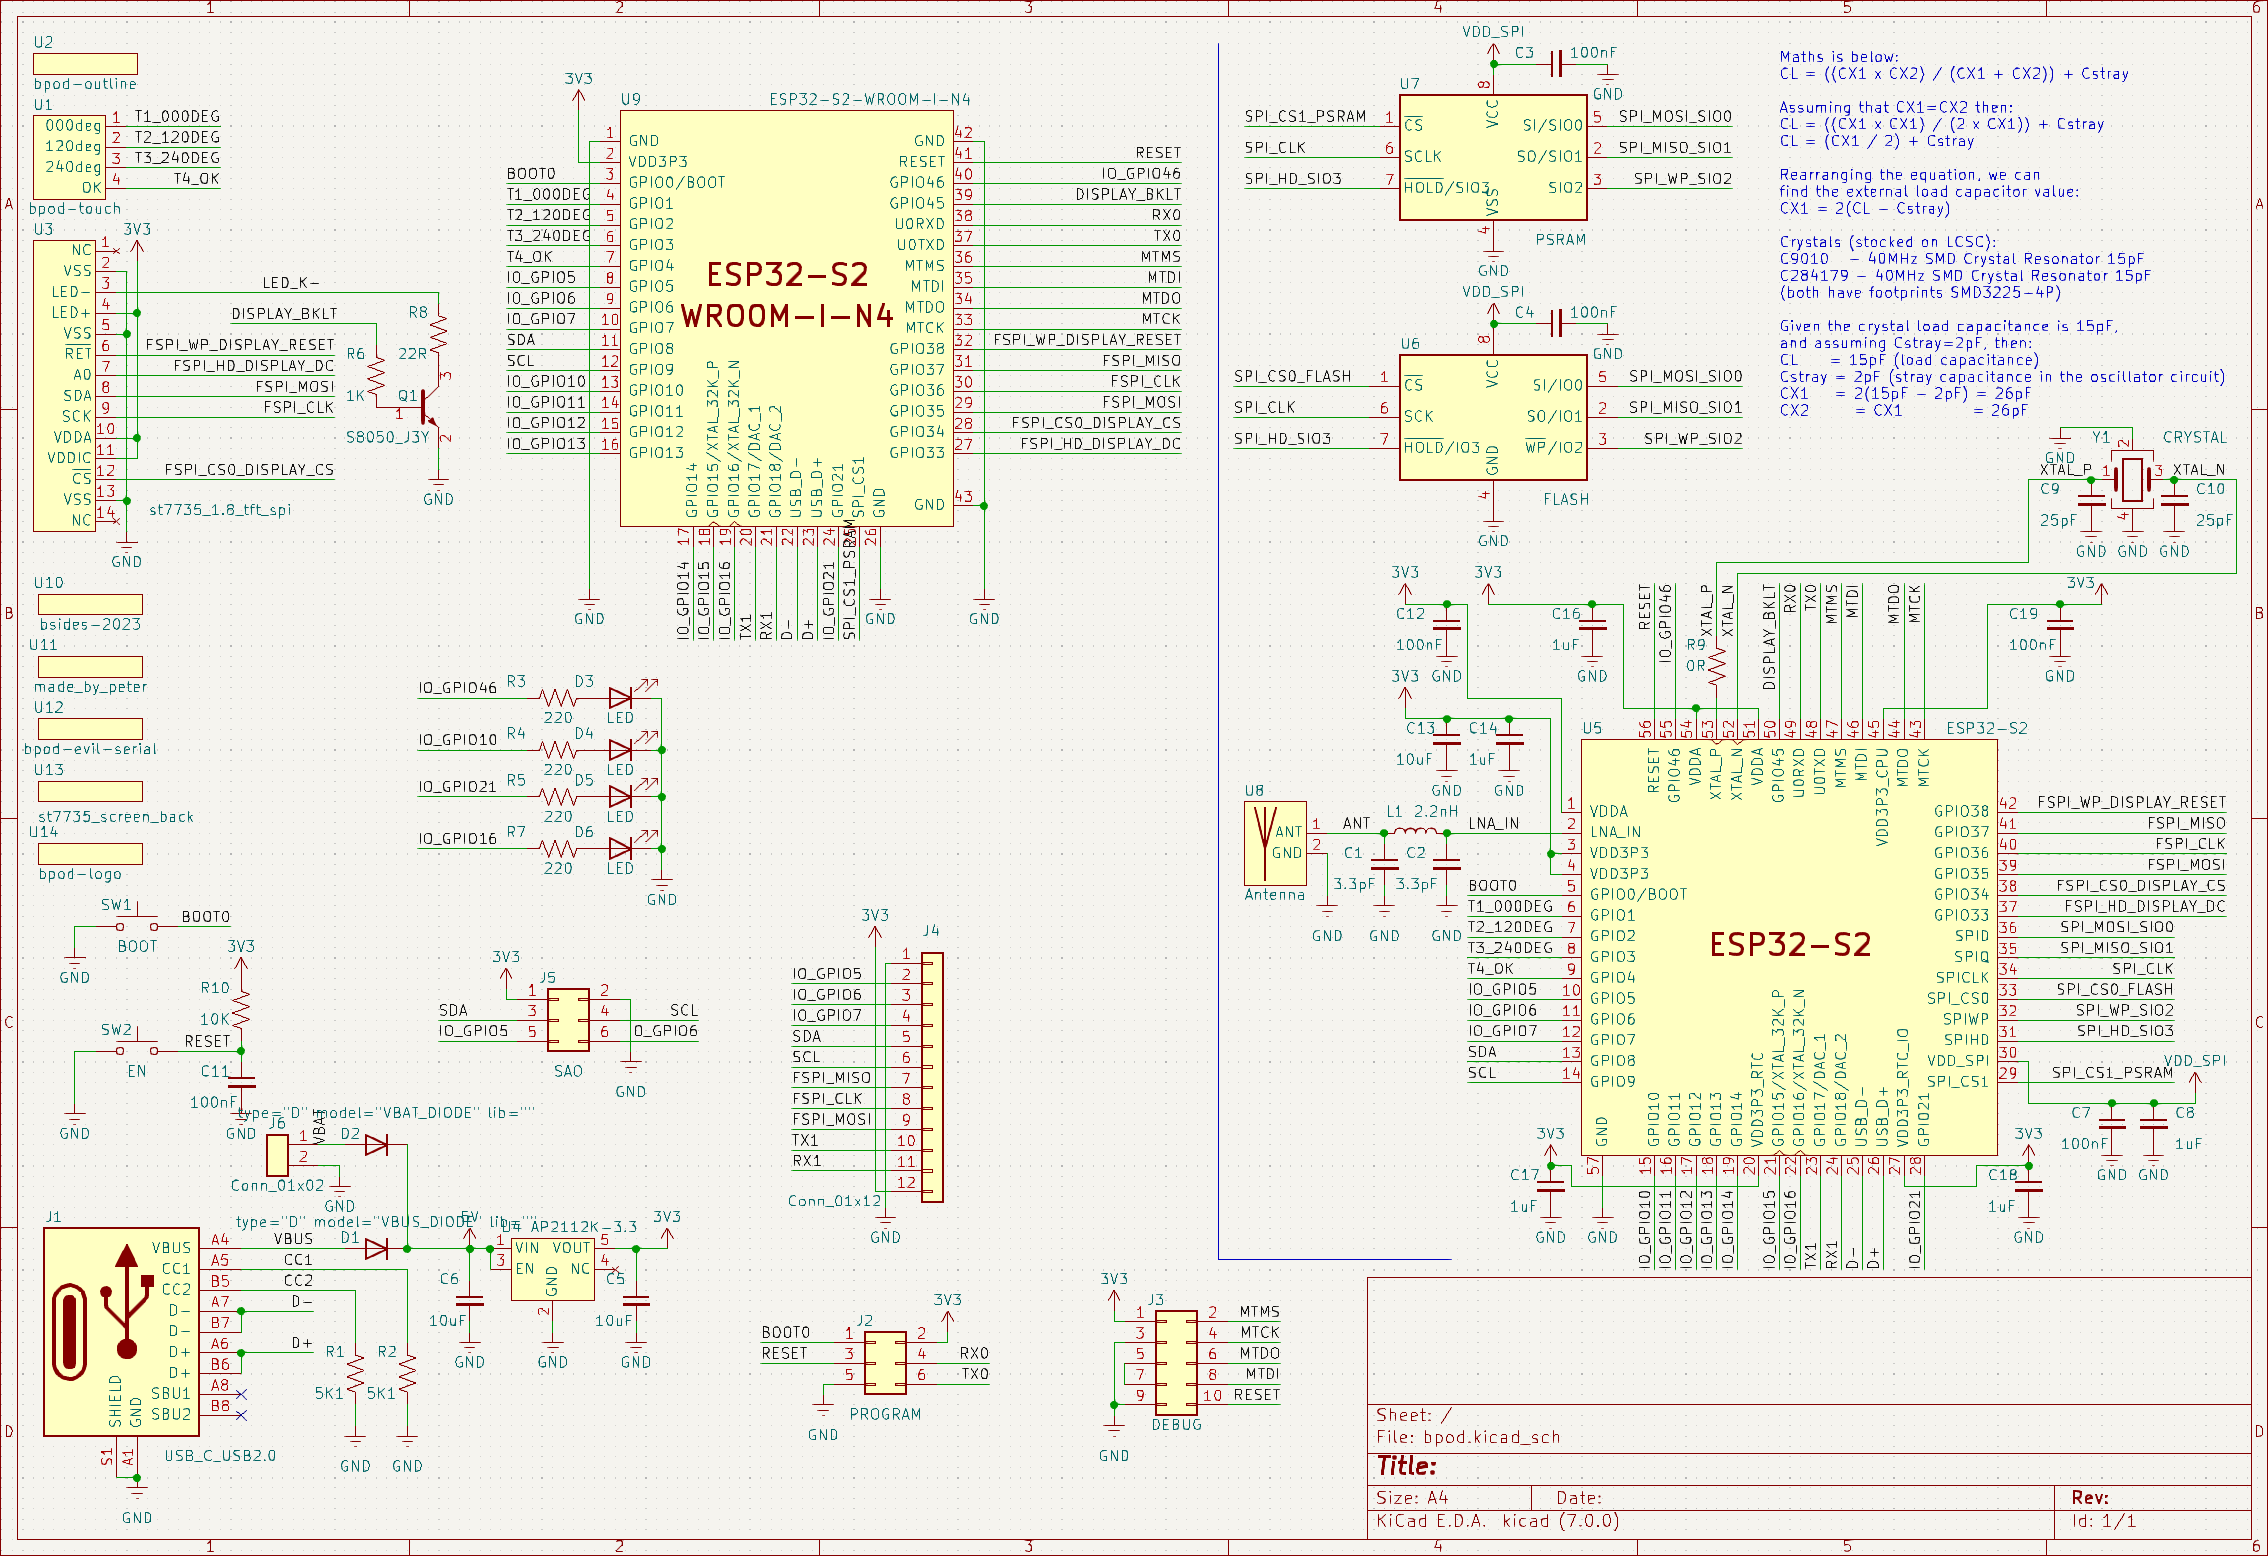 1 2 3 4 5 6
A
B
C
D
U2
bpod-outline
U1
000deg 1 T1_000DEG
120deg 2 T2_120DEG
240deg 3 T3_240DEG
OK 4 T4_OK
bpod-touch
U3
3V3
NC 1
VSS 2
LED- 3 LED_K-
LED+ 4
VSS 5
RET 6 FSPI_WP_DISPLAY_RESET
A0 7 FSPI_HD_DISPLAY_DC
SDA 8 FSPI_MOSI
SCK 9 FSPI_CLK
VDDA 10
VDDIC 11
CS 12 FSPI_CS0_DISPLAY_CS
VSS 13
NC 14
st7735_1.8_tft_spi
GND
DISPLAY_BKLT
R8
22R
R6
1K
Q1
1
3
2
S8050_J3Y
GND
U10
bsides-2023
U11
made_by_peter
U12
bpod-evil-serial
U13
st7735_screen_back
U14
bpod-logo
3V3
U9
ESP32-S2-WROOM-I-N4
ESP32-S2
WROOM-I-N4
1 GND
2 VDD3P3
BOOT0 3 GPIO0/BOOT
T1_000DEG 4 GPIO1
T2_120DEG 5 GPIO2
T3_240DEG 6 GPIO3
T4_OK 7 GPIO4
IO_GPIO5 8 GPIO5
IO_GPIO6 9 GPIO6
IO_GPIO7 10 GPIO7
SDA 11 GPIO8
SCL 12 GPIO9
IO_GPIO10 13 GPIO10
IO_GPIO11 14 GPIO11
IO_GPIO12 15 GPIO12
IO_GPIO13 16 GPIO13
GND 42
RESET 41 RESET
GPIO46 40 IO_GPIO46
GPIO45 39 DISPLAY_BKLT
U0RXD 38 RX0
U0TXD 37 TX0
MTMS 36 MTMS
MTDI 35 MTDI
MTDO 34 MTDO
MTCK 33 MTCK
GPIO38 32 FSPI_WP_DISPLAY_RESET
GPIO37 31 FSPI_MISO
GPIO36 30 FSPI_CLK
GPIO35 29 FSPI_MOSI
GPIO34 28 FSPI_CS0_DISPLAY_CS
GPIO33 27 FSPI_HD_DISPLAY_DC
GND 43
GPIO14 17 IO_GPIO14
GPIO15/XTAL_32K_P 18 IO_GPIO15
GPIO16/XTAL_32K_N 19 IO_GPIO16
GPIO17/DAC_1 20 TX1
GPIO18/DAC_2 21 RX1
USB_D- 22 D-
USB_D+ 23 D+
GPIO21 24 IO_GPIO21
SPI_CS1 SPI_CS1_PSRAM
GND 26
GND
GND
GND
IO_GPIO46 R3 220 D3 LED
IO_GPIO10 R4 220 D4 LED
IO_GPIO21 R5 220 D5 LED
IO_GPIO16 R7 220 D6 LED
GND
SW1
BOOT0
BOOT
GND
3V3
R10
10K
SW2
RESET
EN
GND
C11
100nF
GND
type="D" model="VBAT_DIODE" lib=""
J6
1 VBAT
2
D2
Conn_01x02
GND
type="D" model="VBUS_DIODE" lib=""
J1
VBUS A4 VBUS
CC1 A5 CC1
CC2 B5 CC2
D- A7 D-
D- B7
D+ A6 D+
D+ B6
SBU1 A8
SBU2 B8
SHIELD S1
GND A1
USB_C_USB2.0
GND
D1
R1
5K1
R2
5K1
GND
GND
5V
U4 AP2112K-3.3
3V3
1 VIN VOUT 5
3 EN NC 4
GND
2
C6
10uF
C5
10uF
GND
GND
GND
3V3
J5
1 2
SDA 3 4 SCL
IO_GPIO5 5 6 O_GPIO6
SAO
GND
3V3
J4
1
IO_GPIO5 2
IO_GPIO6 3
IO_GPIO7 4
SDA 5
SCL 6
FSPI_MISO 7
FSPI_CLK 8
FSPI_MOSI 9
TX1 10
RX1 11
12
Conn_01x12
GND
3V3
J2
BOOT0 1 2
RESET 3 4 RX0
5 6 TX0
PROGRAM
GND
3V3
J3
1 2 MTMS
3 4 MTCK
5 6 MTDO
7 8 MTDI
9 10 RESET
DEBUG
GND
VDD_SPI
C3 100nF
GND
U7
8
VCC
SPI_CS1_PSRAM 1 CS
SPI_CLK 6 SCLK
SPI_HD_SIO3 7 HOLD/SIO3
SI/SIO0 5 SPI_MOSI_SIO0
SO/SIO1 2 SPI_MISO_SIO1
SIO2 3 SPI_WP_SIO2
VSS
4
PSRAM
GND
VDD_SPI
C4 100nF
GND
U6
8
VCC
SPI_CS0_FLASH 1 CS
SPI_CLK 6 SCK
SPI_HD_SIO3 7 HOLD/IO3
SI/IO0 5 SPI_MOSI_SIO0
SO/IO1 2 SPI_MISO_SIO1
WP/IO2 3 SPI_WP_SIO2
GND
4
FLASH
GND
Maths is below:
CL = ((CX1 x CX2) / (CX1 + CX2)) + Cstray
Assuming that CX1=CX2 then:
CL = ((CX1 x CX1) / (2 x CX1)) + Cstray
CL = (CX1 / 2) + Cstray
Rearranging the equation, we can
find the external load capacitor value:
CX1 = 2(CL - Cstray)
Crystals (stocked on LCSC):
C9010 - 40MHz SMD Crystal Resonator 15pF
C284179 - 40MHz SMD Crystal Resonator 15pF
(both have footprints SMD3225-4P)
Given the crystal load capacitance is 15pF,
and assuming Cstray=2pF, then:
CL = 15pF (load capacitance)
Cstray = 2pF (stray capacitance in the oscillator circuit)
CX1 = 2(15pF - 2pF) = 26pF
CX2 = CX1 = 26pF
GND
Y1
CRYSTAL
2
XTAL_P 1 3 XTAL_N
4
C9
25pF
C10
25pF
GND GND GND
3V3
C12
100nF
GND
3V3
C16
1uF
GND
3V3
C13
10uF
C14
1uF
GND GND
3V3
C19
100nF
GND
R9
0R
U5
ESP32-S2
ESP32-S2
RESET 56 RESET
IO_GPIO46 55 GPIO46
54 VDDA
XTAL_P 53 XTAL_P
XTAL_N 52 XTAL_N
51 VDDA
DISPLAY_BKLT 50 GPIO45
RX0 49 U0RXD
TX0 48 U0TXD
MTMS 47 MTMS
MTDI 46 MTDI
45 VDD3P3_CPU
MTDO 44 MTDO
MTCK 43 MTCK
1 VDDA
LNA_IN 2 LNA_IN
3 VDD3P3
4 VDD3P3
BOOT0 5 GPIO0/BOOT
T1_000DEG 6 GPIO1
T2_120DEG 7 GPIO2
T3_240DEG 8 GPIO3
T4_OK 9 GPIO4
IO_GPIO5 10 GPIO5
IO_GPIO6 11 GPIO6
IO_GPIO7 12 GPIO7
SDA 13 GPIO8
SCL 14 GPIO9
GPIO38 42 FSPI_WP_DISPLAY_RESET
GPIO37 41 FSPI_MISO
GPIO36 40 FSPI_CLK
GPIO35 39 FSPI_MOSI
GPIO34 38 FSPI_CS0_DISPLAY_CS
GPIO33 37 FSPI_HD_DISPLAY_DC
SPID 36 SPI_MOSI_SIO0
SPIQ 35 SPI_MISO_SIO1
SPICLK 34 SPI_CLK
SPI_CS0 33 SPI_CS0_FLASH
SPIWP 32 SPI_WP_SIO2
SPIHD 31 SPI_HD_SIO3
VDD_SPI 30 VDD_SPI
SPI_CS1 29 SPI_CS1_PSRAM
GND 57
GPIO10 15 IO_GPIO10
GPIO11 16 IO_GPIO11
GPIO12 17 IO_GPIO12
GPIO13 18 IO_GPIO13
GPIO14 19 IO_GPIO14
VDD3P3_RTC 20
GPIO15/XTAL_32K_P 21 IO_GPIO15
GPIO16/XTAL_32K_N 22 IO_GPIO16
GPIO17/DAC_1 23 TX1
GPIO18/DAC_2 24 RX1
USB_D- 25 D-
USB_D+ 26 D+
VDD3P3_RTC_IO 27
GPIO21 28 IO_GPIO21
U8
ANT 1 ANT
GND 2
Antenna
L1 2.2nH
C1
3.3pF
C2
3.3pF
GND GND GND
C7
100nF
C8
1uF
GND GND
3V3
C17
1uF
GND
GND
3V3
C18
1uF
GND
Sheet: /
File: bpod.kicad_sch
Title:
Size: A4 Date: Rev:
KiCad E.D.A. kicad (7.0.0) Id: 1/1